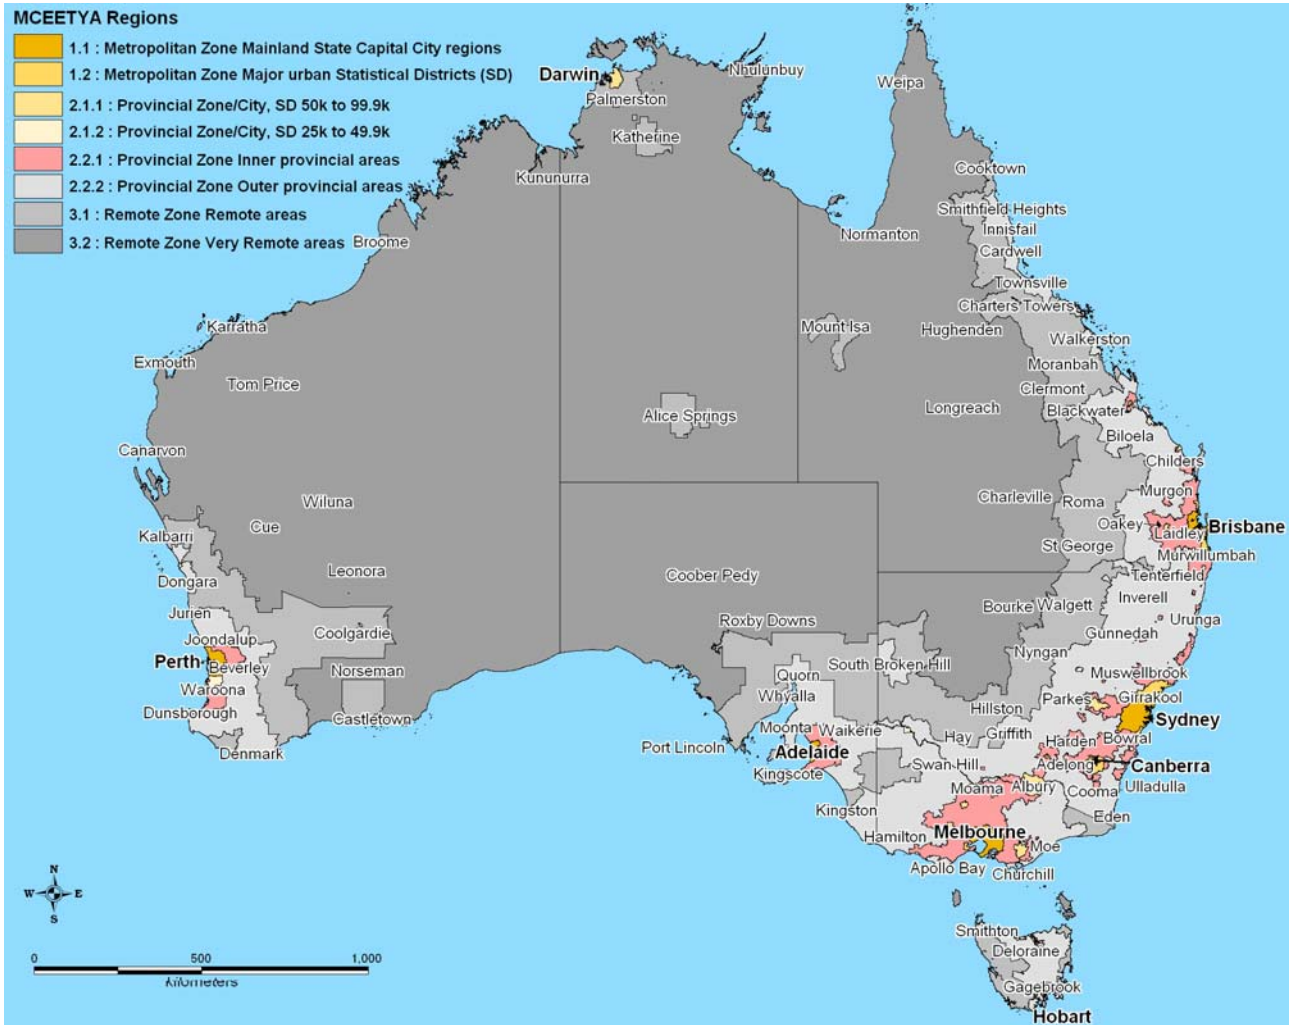 MCEETYA Regions
1.1 : Metropolitan Zone Mainland State Capital City regions
1.2 : Metropolitan Zone Major urban Statistical Districts (SD)
2.1.1 : Provincial Zone/City, SD 50k to 99.9k
2.1.2 : Provincial Zone/City, SD 25k to 49.9k
2.2.1 : Provincial Zone Inner provincial areas
2.2.2 : Provincial Zone Outer provincial areas
3.1 : Remote Zone Remote areas
3.2 : Remote Zone Very Remote areas
Darwin
Nhulunbuy
Weipa
Palmerston
Katherine
Kununurra
Cooktown
Smithfield Heights
Innisfail
Normanton
Broome
Cardwell
Townsville
Charters Towers
Karratha
Mount Isa
Hughenden
Walkerston
Exmouth
Moranbah
Tom Price
Clermont
Longreach
Blackwater
Alice Springs
Biloela
Canarvon
Childers
Murgon
Wiluna
Charleville
Roma
Cue
Oakey
Brisbane
Kalbarri
Laidley
St George
Murwillumbah
Leonora
Coober Pedy
Tenterfield
Dongara
Inverell
Bourke
Walgett
Jurien
Roxby Downs
Urunga
Coolgardie
Gunnedah
Joondalup
Nyngan
Perth
Beverley
South Broken Hill
Norseman
Quorn
Muswellbrook
Waroona
Whyalla
Parkes
Girrakool
Dunsborough
Hillston
Castletown
Sydney
Moonta
Waikerie
Griffith
Hay
Harden
Bowral
Port Lincoln
Denmark
Adelaide
Swan Hill
Adelong
Canberra
Kingscote
Moama
Albury
Ulladulla
Cooma
Kingston
Eden
Hamilton
Melbourne
Moe
Apollo Bay
Churchill
N
W
E
S
Smithton
Deloraine
0
500
1,000
kilometers
Gagebrook
Hobart